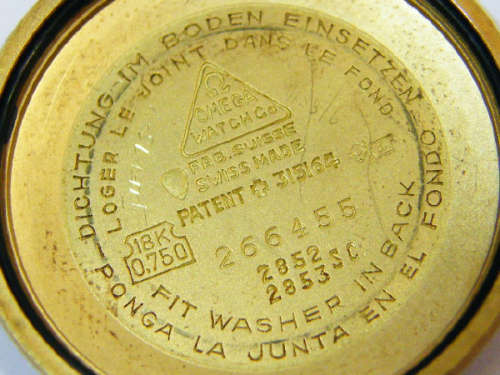 DICHTUNG IM BODEN EINSETZEN
LOGER LE JOINT DANS LE FOND
Ω
OMEGA
WATCH Co
FAB. SUISSE
SWISS MADE
PATENT 315164
18K
0,750
266455
2852
2853 SC
FIT WASHER IN BACK
PONGA LA JUNTA EN EL FONDO